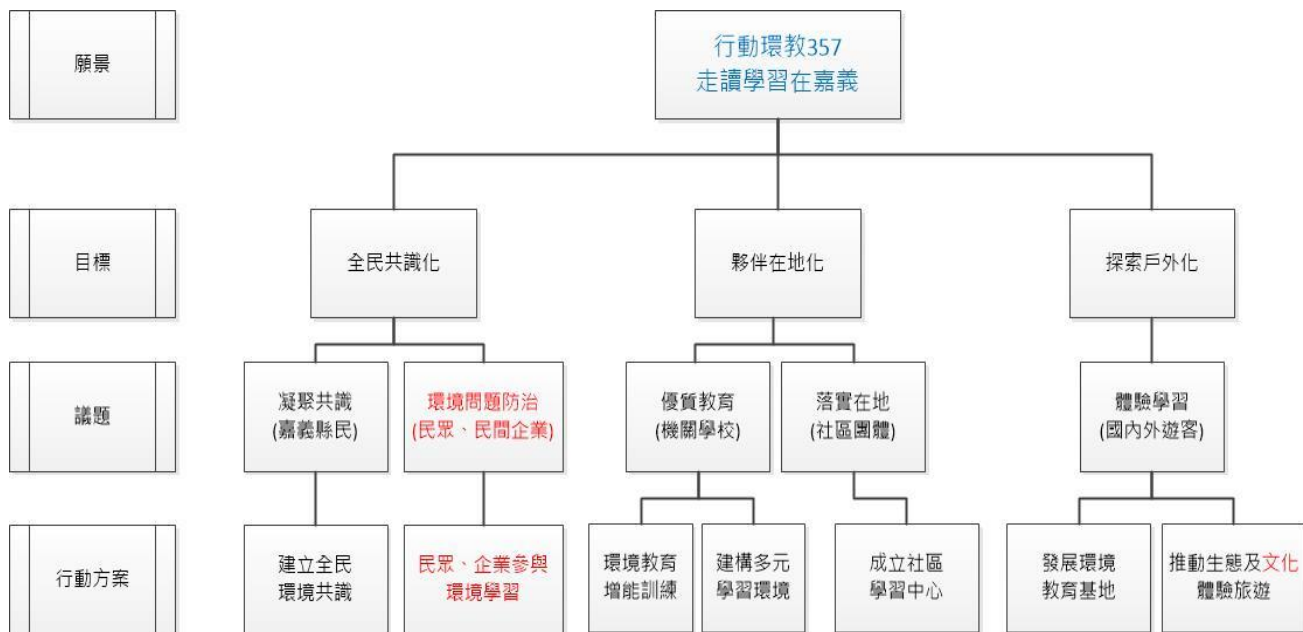 願景
行動環教357
走讀學習在嘉義
目標
全民共識化
夥伴在地化
探索戶外化
議題
凝聚共識
(嘉義縣民)
環境問題防治
(民眾、民間企業)
優質教育
(機關學校)
落實在地
(社區團體)
體驗學習
(國內外遊客)
行動方案
建立全民
環境共識
民眾、企業參與
環境學習
環境教育
增能訓練
建構多元
學習環境
成立社區
學習中心
發展環境
教育基地
推動生態及文化
體驗旅遊